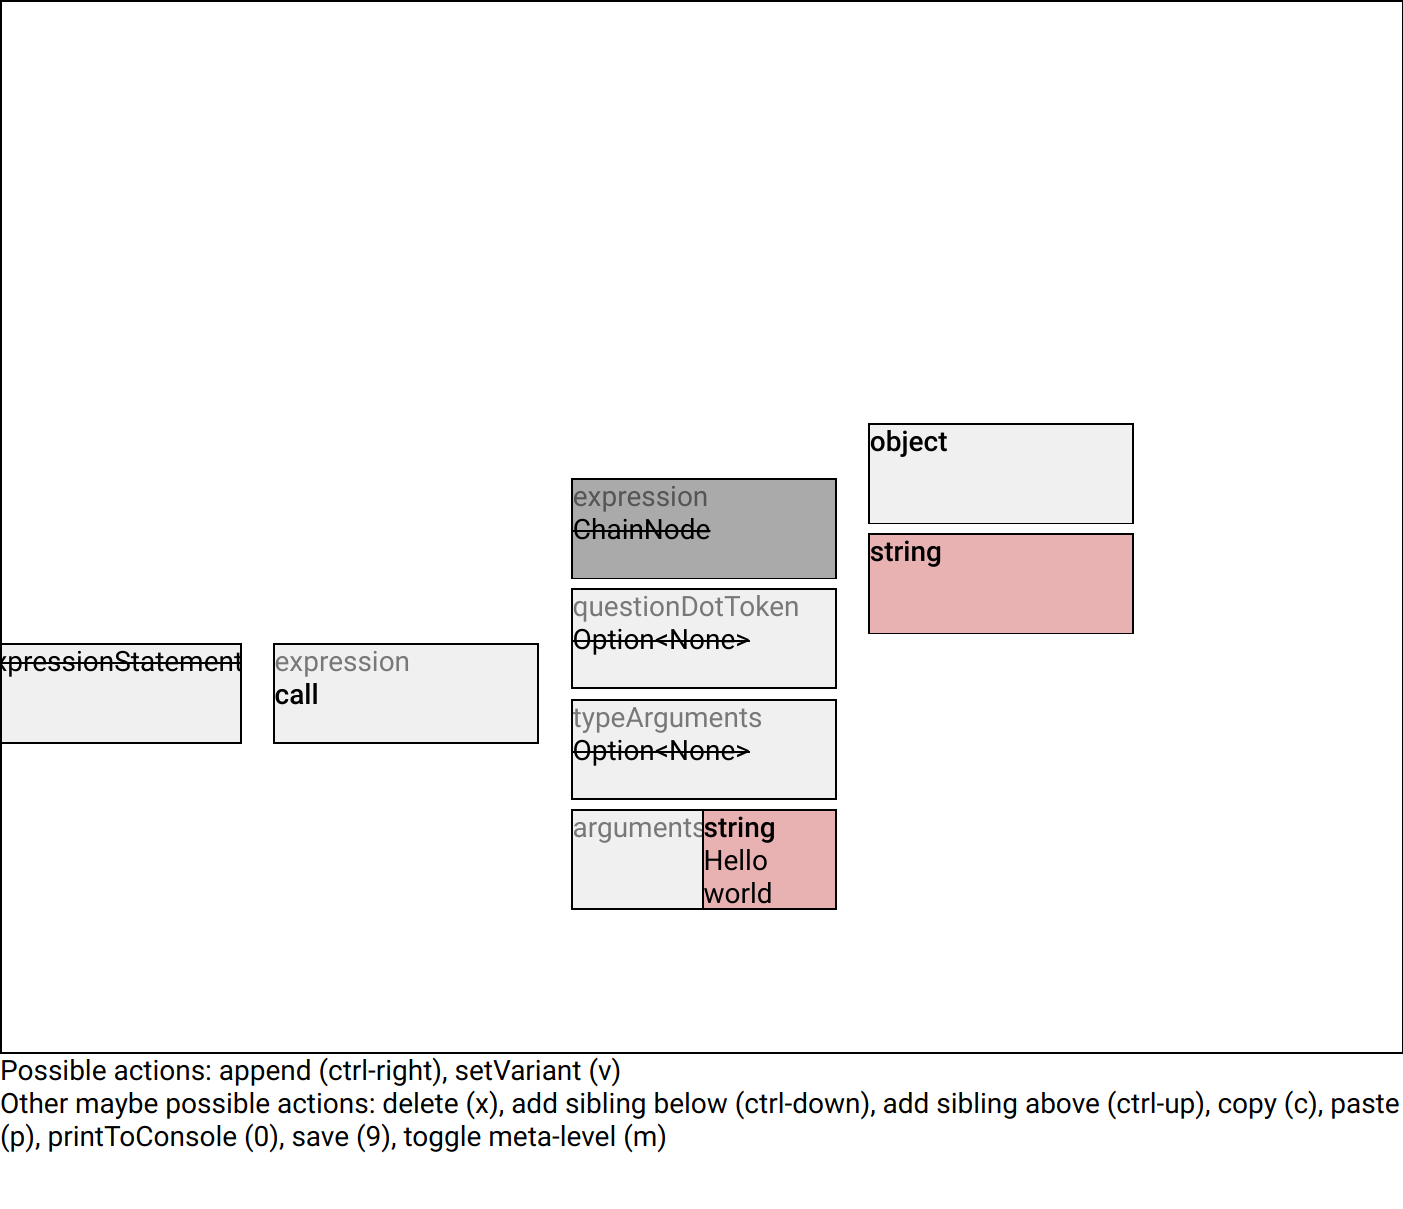 object
expression
ChainNode
string
questionDotToken
Option<None>
xpressionStatement
expression
call
typeArguments
Option<None>
arguments
string
Hello
world
Possible actions: append (ctrl-right), setVariant (v)
Other maybe possible actions: delete (x), add sibling below (ctrl-down), add sibling above (ctrl-up), copy (c), paste
(p), printToConsole (0), save (9), toggle meta-level (m)